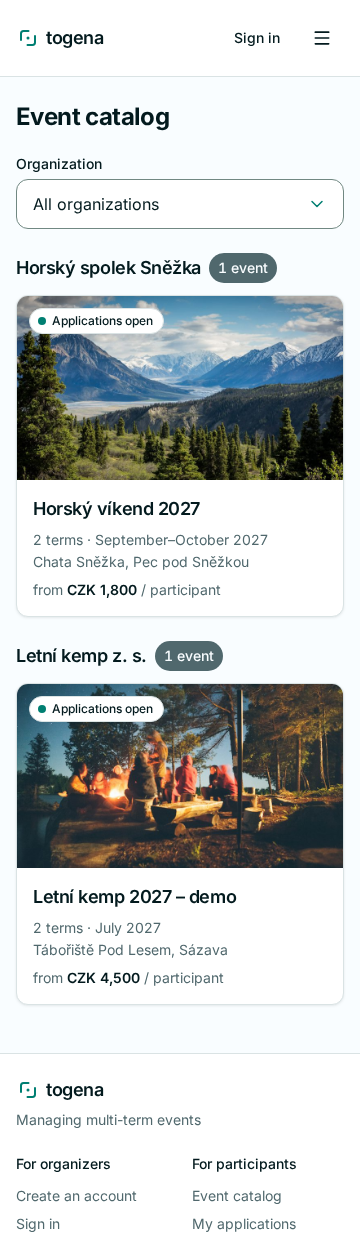 togena
Sign in
Event catalog
Organization
All organizations
Horský spolek Sněžka
1 event
Applications open
Horský víkend 2027
2 terms · September–October 2027
Chata Sněžka, Pec pod Sněžkou
from CZK 1,800 / participant
Letní kemp z. s.
1 event
Applications open
Letní kemp 2027 – demo
2 terms · July 2027
Tábořiště Pod Lesem, Sázava
from CZK 4,500 / participant
togena
Managing multi-term events
For organizers
Create an account
Sign in
For participants
Event catalog
My applications